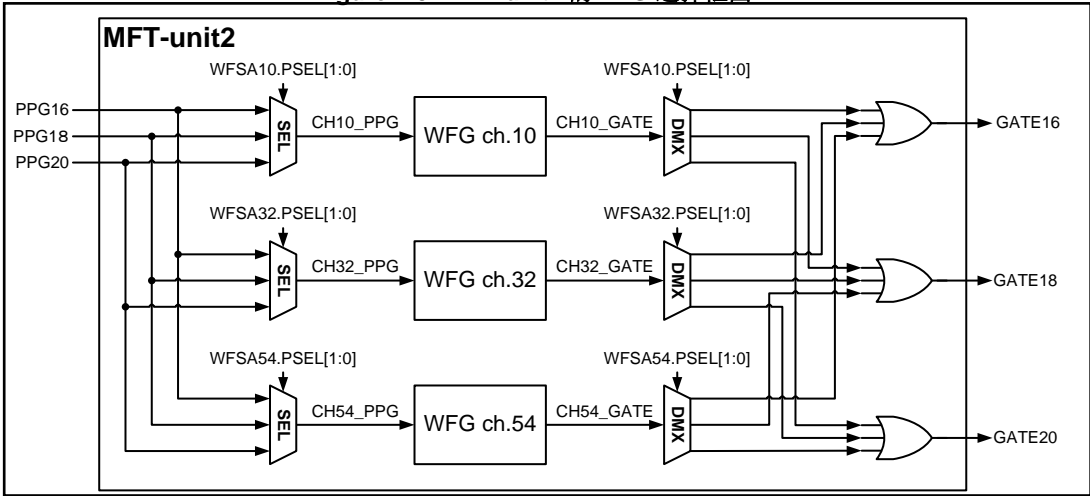 MFT-unit2
WFSA10.PSEL[1:0]
WFSA10.PSEL[1:0]
PPG16
PPG18
PPG20
SEL
CH10_PPG
WFG ch.10
CH10_GATE
DMX
GATE16
WFSA32.PSEL[1:0]
WFSA32.PSEL[1:0]
SEL
CH32_PPG
WFG ch.32
CH32_GATE
DMX
GATE18
WFSA54.PSEL[1:0]
WFSA54.PSEL[1:0]
SEL
CH54_PPG
WFG ch.54
CH54_GATE
DMX
GATE20